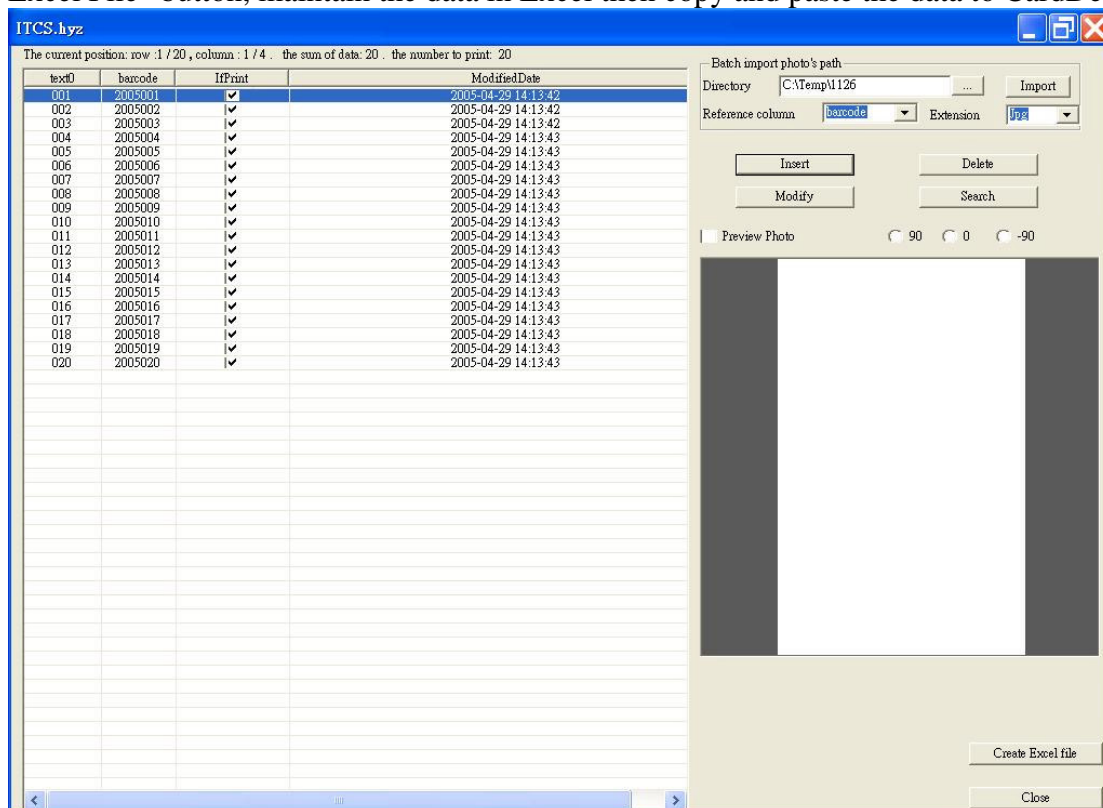 Excel File" button, maintain the data in Excel then copy and paste the data to CardDe
ITCS.hyz
The current position: row :1 / 20 , column : 1 / 4 .   the sum of data: 20 .  the number to print:  20
text0 barcode IfPrint ModifiedDate
001 2005001 2005-04-29 14:13:42
002 2005002 2005-04-29 14:13:42
003 2005003 2005-04-29 14:13:42
004 2005004 2005-04-29 14:13:43
005 2005005 2005-04-29 14:13:43
006 2005006 2005-04-29 14:13:43
007 2005007 2005-04-29 14:13:43
008 2005008 2005-04-29 14:13:43
009 2005009 2005-04-29 14:13:43
010 2005010 2005-04-29 14:13:43
011 2005011 2005-04-29 14:13:43
012 2005012 2005-04-29 14:13:43
013 2005013 2005-04-29 14:13:43
014 2005014 2005-04-29 14:13:43
015 2005015 2005-04-29 14:13:43
016 2005016 2005-04-29 14:13:43
017 2005017 2005-04-29 14:13:43
018 2005018 2005-04-29 14:13:43
019 2005019 2005-04-29 14:13:43
020 2005020 2005-04-29 14:13:43
Batch import photo's path
Directory C:\Temp\1126 ... Import
Reference column barcode Extension Jpg
Insert Delete
Modify Search
Preview Photo 90 0 -90
Create Excel file
Close